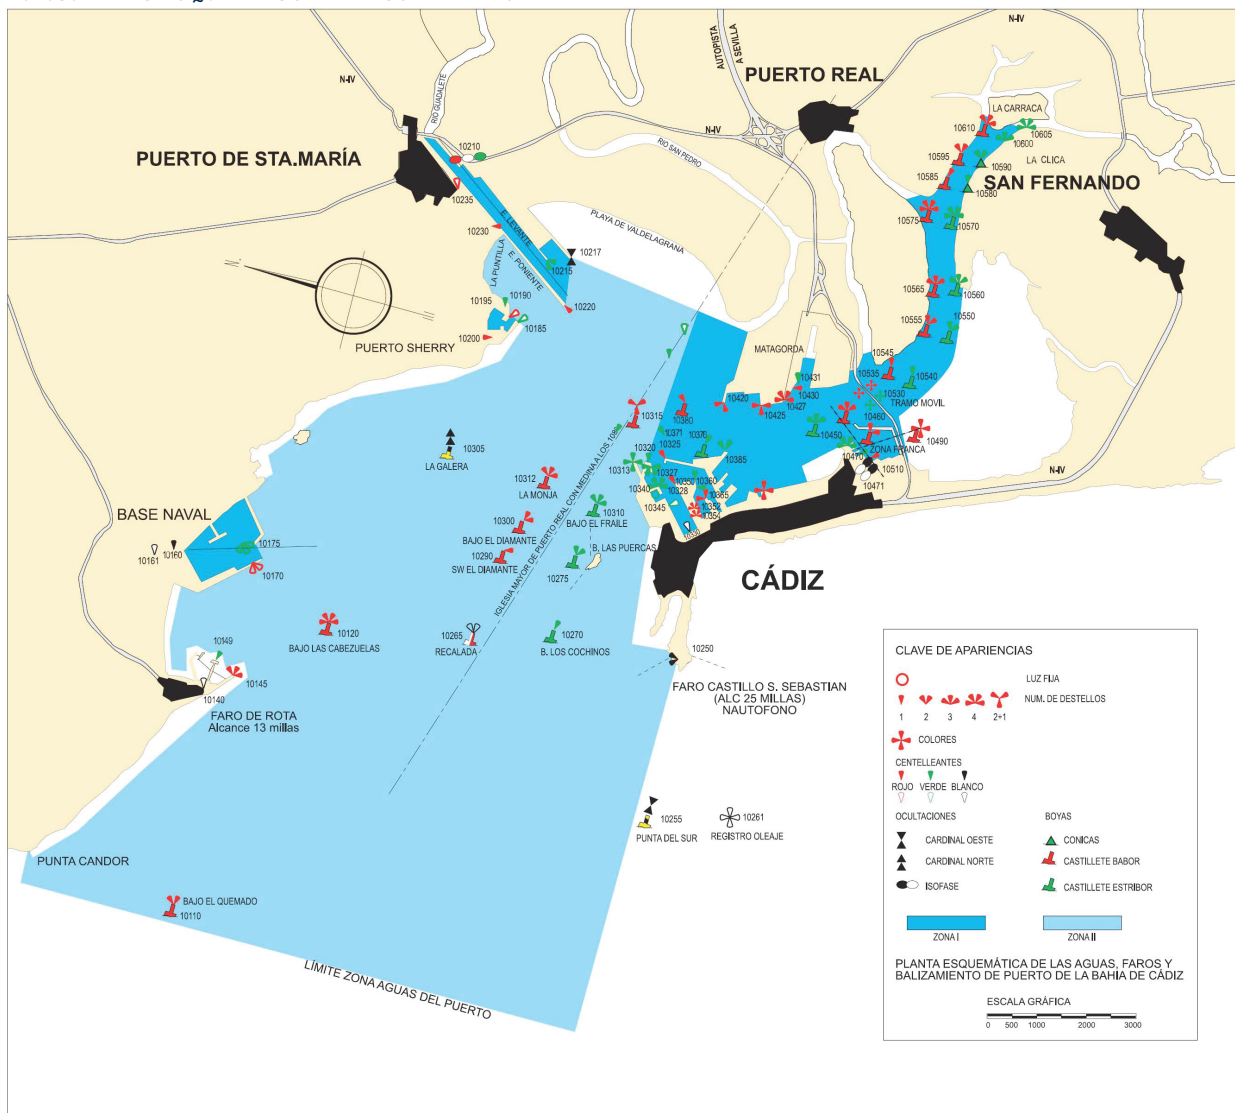 N-IV
AUTOPISTA
A SEVILLA
N-IV
PUERTO REAL
LA CARRACA
10610
10605
10600
RIO GUADALETE
N-IV
10210
PUERTO DE STA.MARÍA
RIO SAN PEDRO
10595
10590
LA CLICA
10585
10580
SAN FERNANDO
10235
10575
10570
10230
E. LEVANTE
E. PONIENTE
PLAYA DE VALDELAGRANA
10217
10215
LA PUNTILLA
10195
10190
10185
10220
10200
PUERTO SHERRY
10565
10560
10555
10550
MATAGORDA
10545
10535
10540
10431
10430
10427
10530
TRAMO MOVIL
10420
10425
10460
10315
10380
10450
10490
ZONA FRANCA
10371
10376
10385
10470
10510
10471
N-IV
10320
10325
10313
10327
10340
10350
10360
10328
10365
10345
10352
10354
10330
10305
LA GALERA
10312
LA MONJA
10310
BAJO EL FRAILE
10300
BAJO EL DIAMANTE
10290
SW EL DIAMANTE
B. LAS PUERCAS
10275
IGLESIA MAYOR DE PUERTO REAL CON MEDINA A LOS 108º
BASE NAVAL
10161
10160
10175
10170
CÁDIZ
10120
BAJO LAS CABEZUELAS
10265
RECALADA
10270
B. LOS COCHINOS
10250
10149
10145
10140
FARO DE ROTA
Alcance 13 millas
FARO CASTILLO S. SEBASTIAN
(ALC 25 MILLAS)
NAUTOFONO
10255
PUNTA DEL SUR
10261
REGISTRO OLEAJE
PUNTA CANDOR
BAJO EL QUEMADO
10110
LÍMITE ZONA AGUAS DEL PUERTO
CLAVE DE APARIENCIAS
LUZ FIJA
NUM. DE DESTELLOS
1 2 3 4 2+1
COLORES
CENTELLEANTES
ROJO VERDE BLANCO
OCULTACIONES
BOYAS
CARDINAL OESTE
CONICAS
CARDINAL NORTE
CASTILLETE BABOR
ISOFASE
CASTILLETE ESTRIBOR
ZONA I
ZONA II
PLANTA ESQUEMÁTICA DE LAS AGUAS, FAROS Y
BALIZAMIENTO DE PUERTO DE LA BAHIA DE CÁDIZ
ESCALA GRÁFICA
0 500 1000 2000 3000